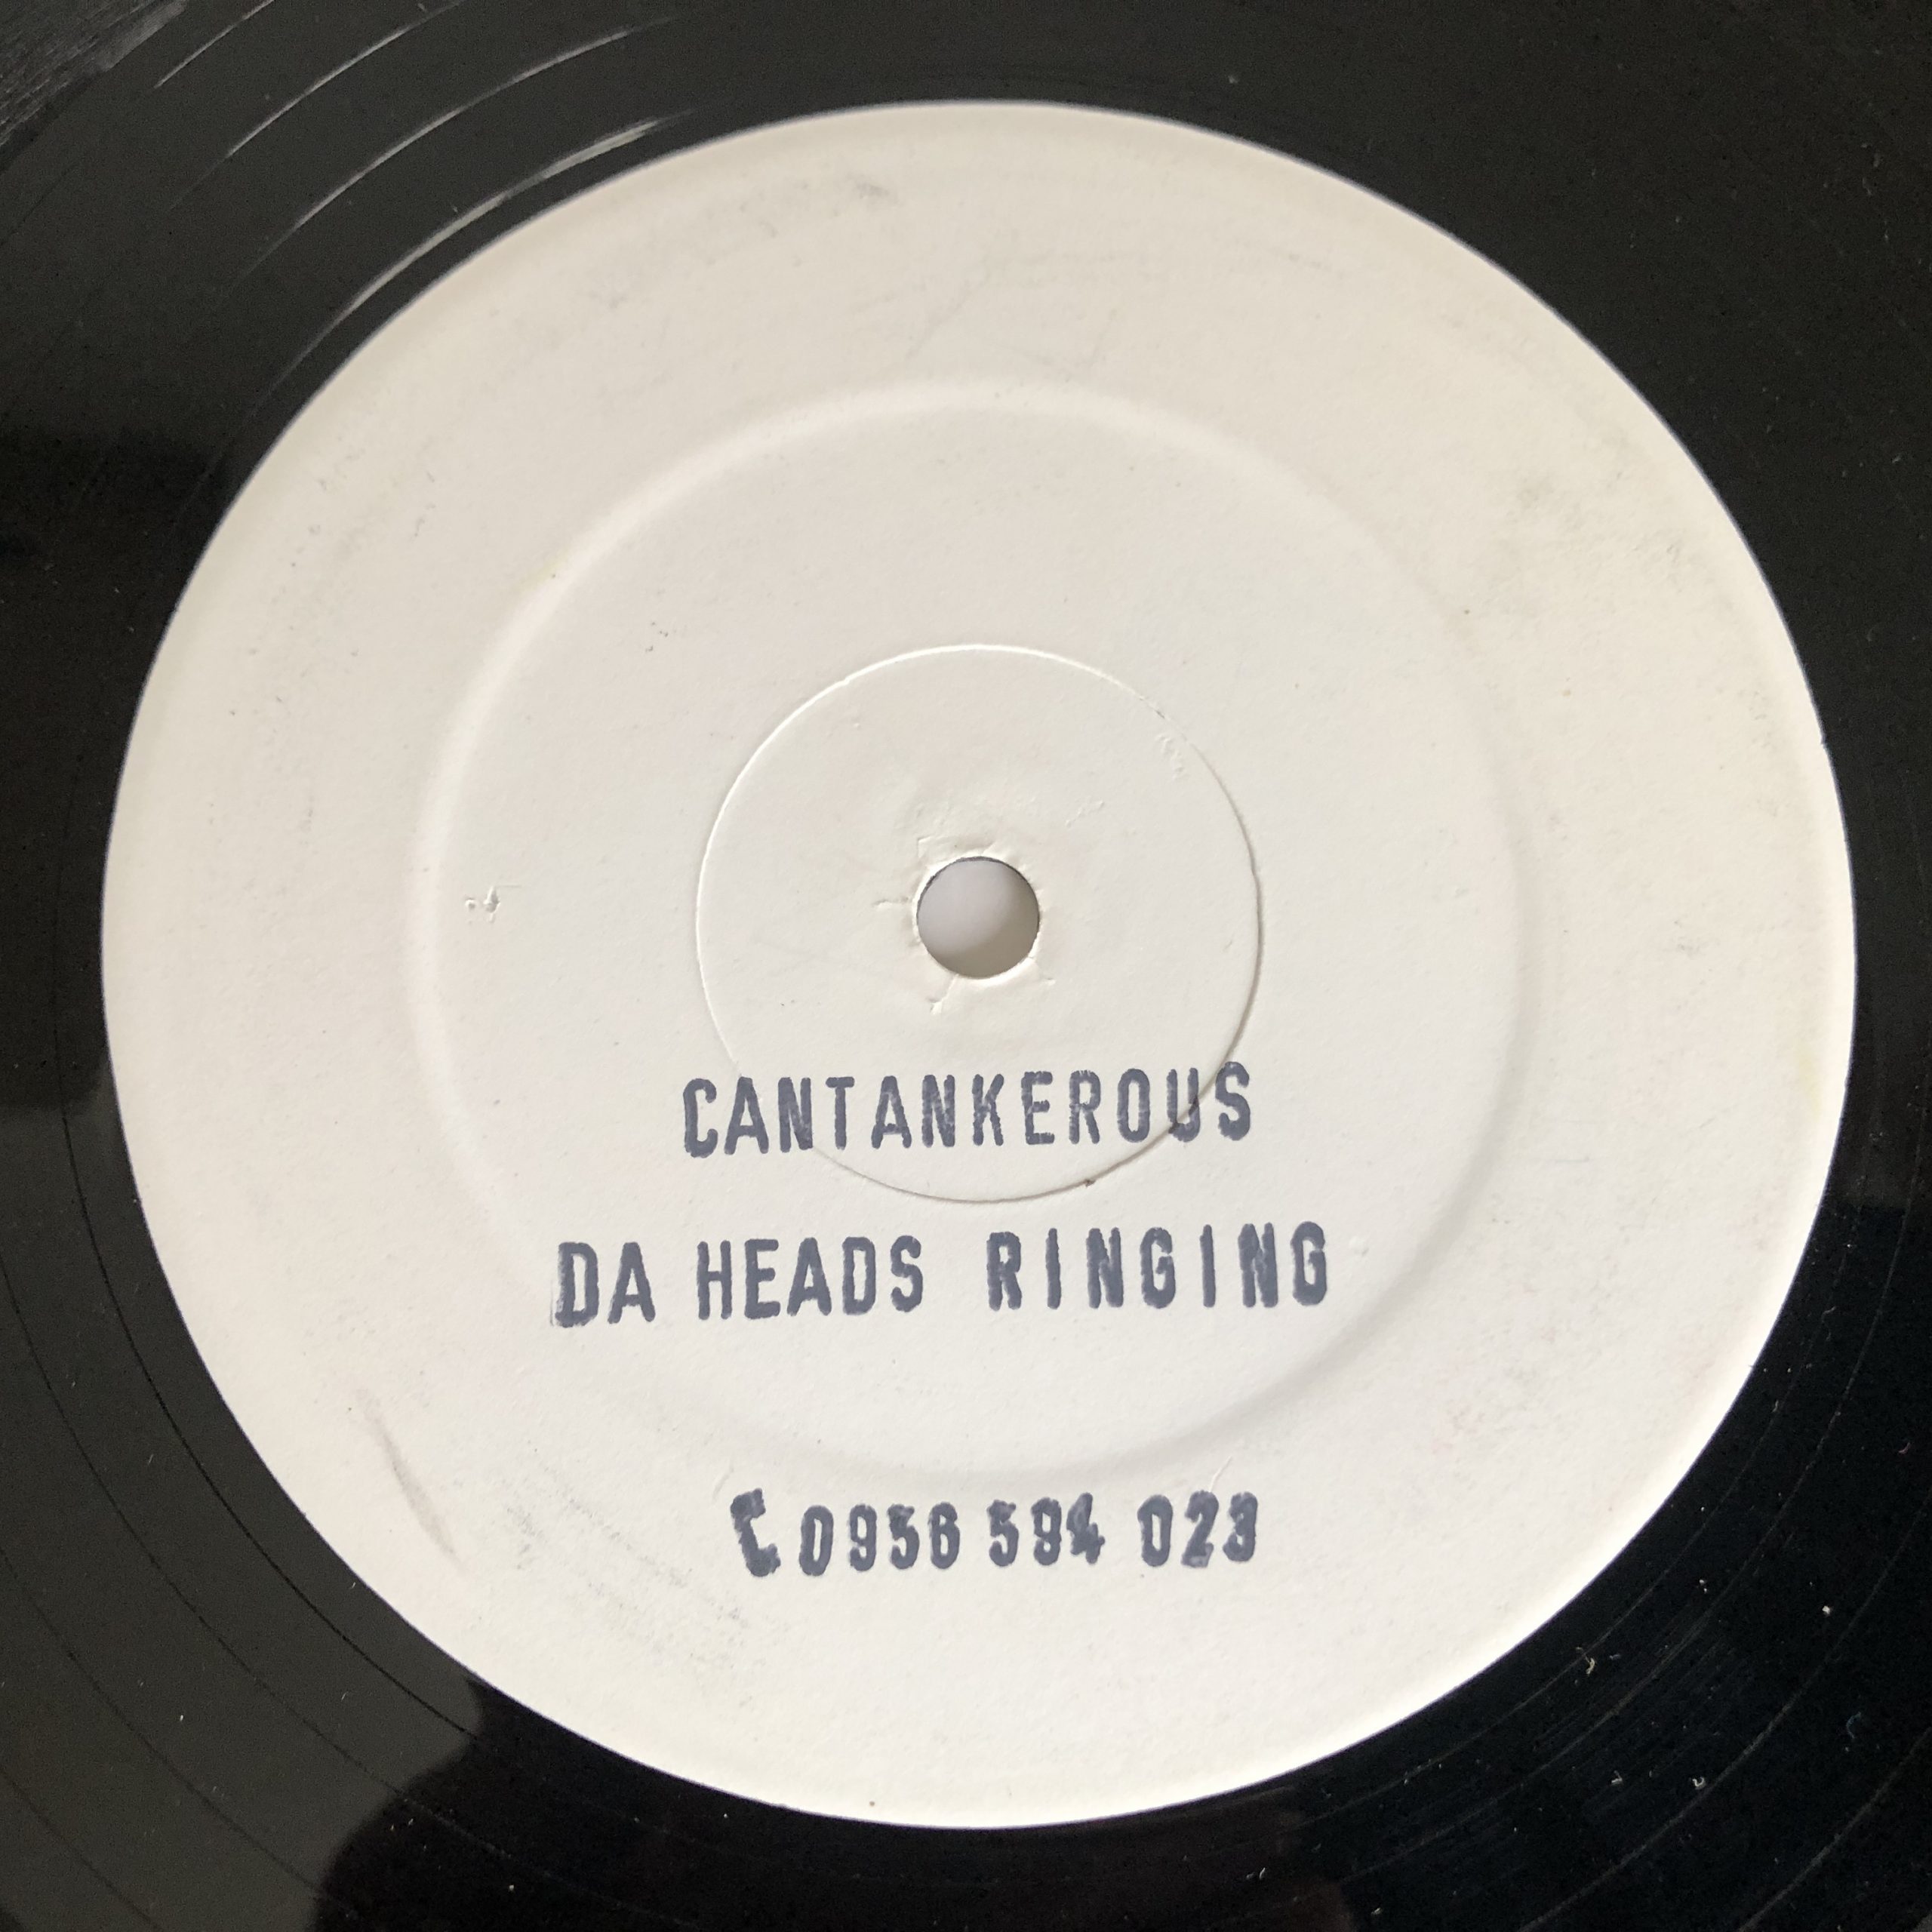 CANTANKEROUS
DA HEADS RINGING
0956 594 023